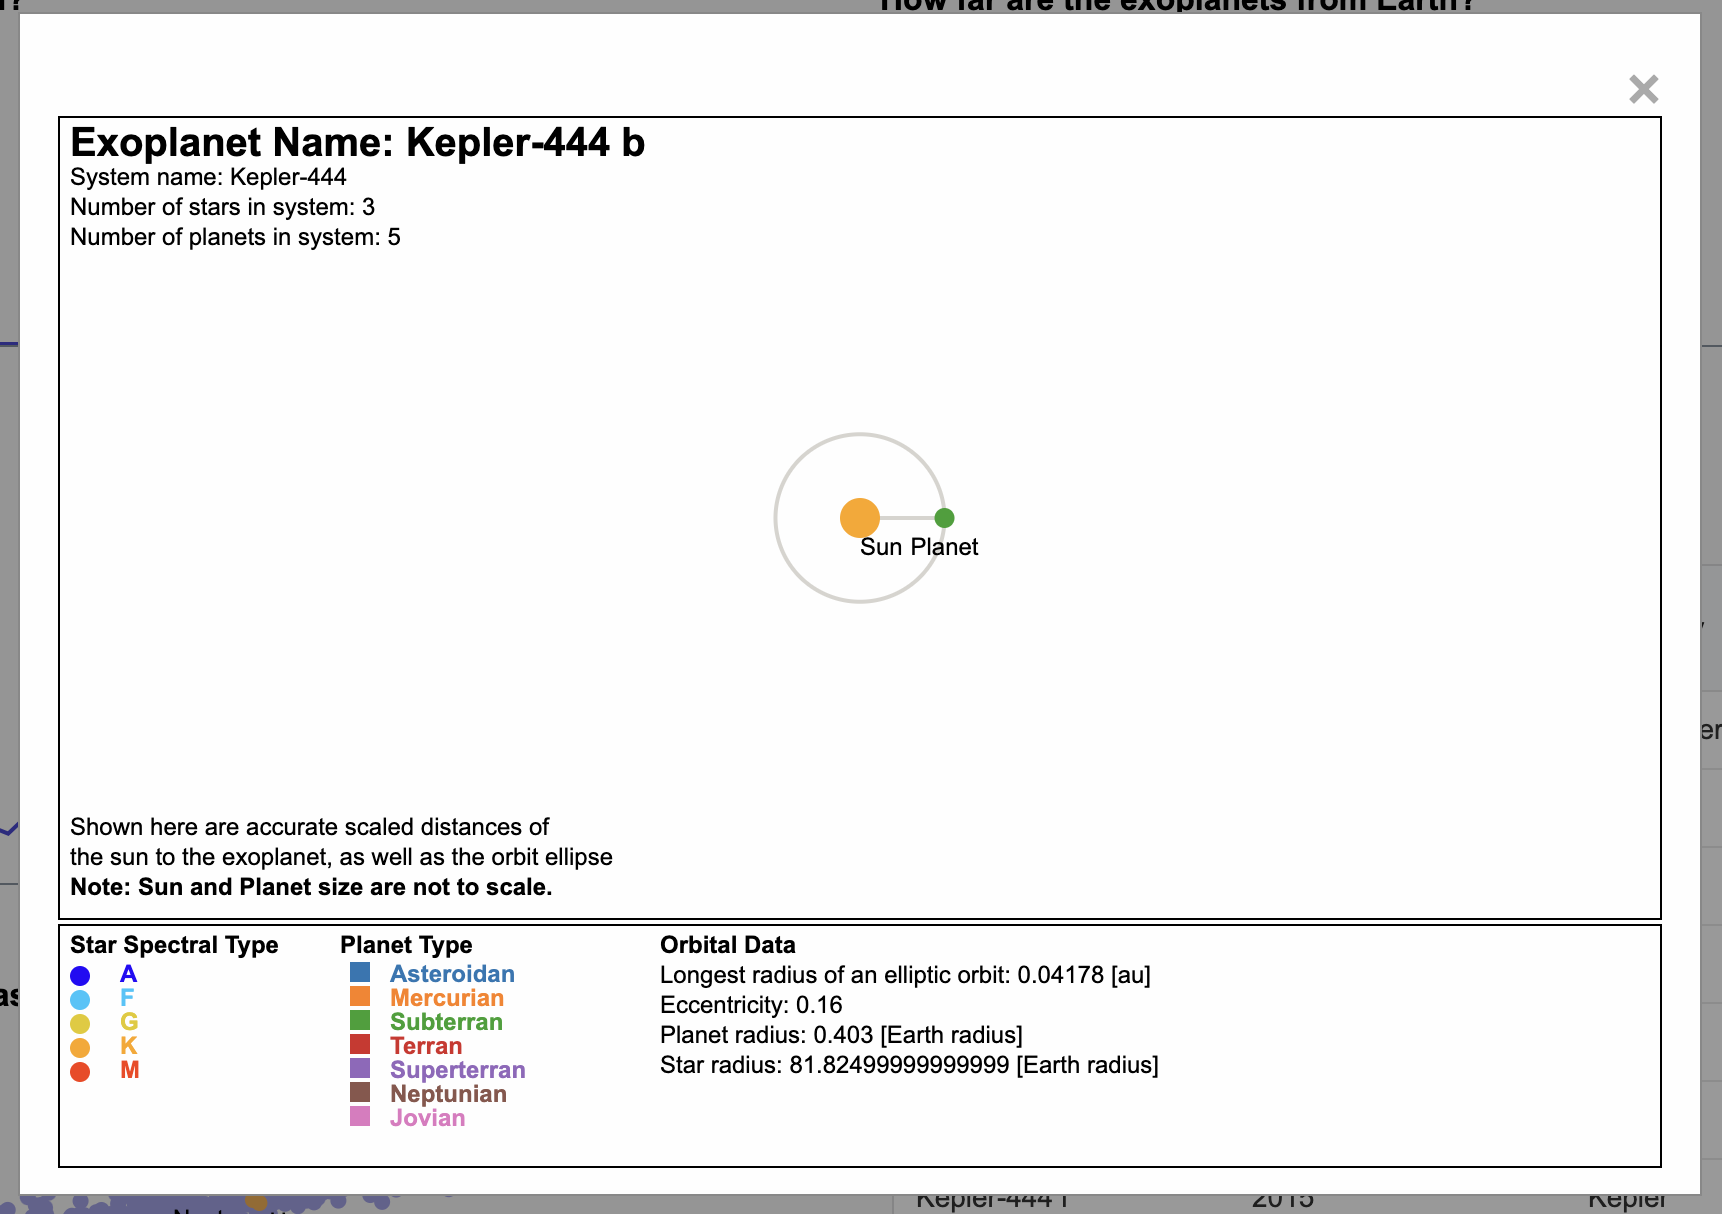 How far are the exoplanets from Earth?
Exoplanet Name: Kepler-444 b
System name: Kepler-444
Number of stars in system: 3
Number of planets in system: 5
Sun Planet
Shown here are accurate scaled distances of
the sun to the exoplanet, as well as the orbit ellipse
Note: Sun and Planet size are not to scale.
Star Spectral Type
A
F
G
K
M
Planet Type
Asteroidan
Mercurian
Subterran
Terran
Superterran
Neptunian
Jovian
Orbital Data
Longest radius of an elliptic orbit: 0.04178 [au]
Eccentricity: 0.16
Planet radius: 0.403 [Earth radius]
Star radius: 81.82499999999999 [Earth radius]
er
as
Kepler-444 f 2015 Kepler